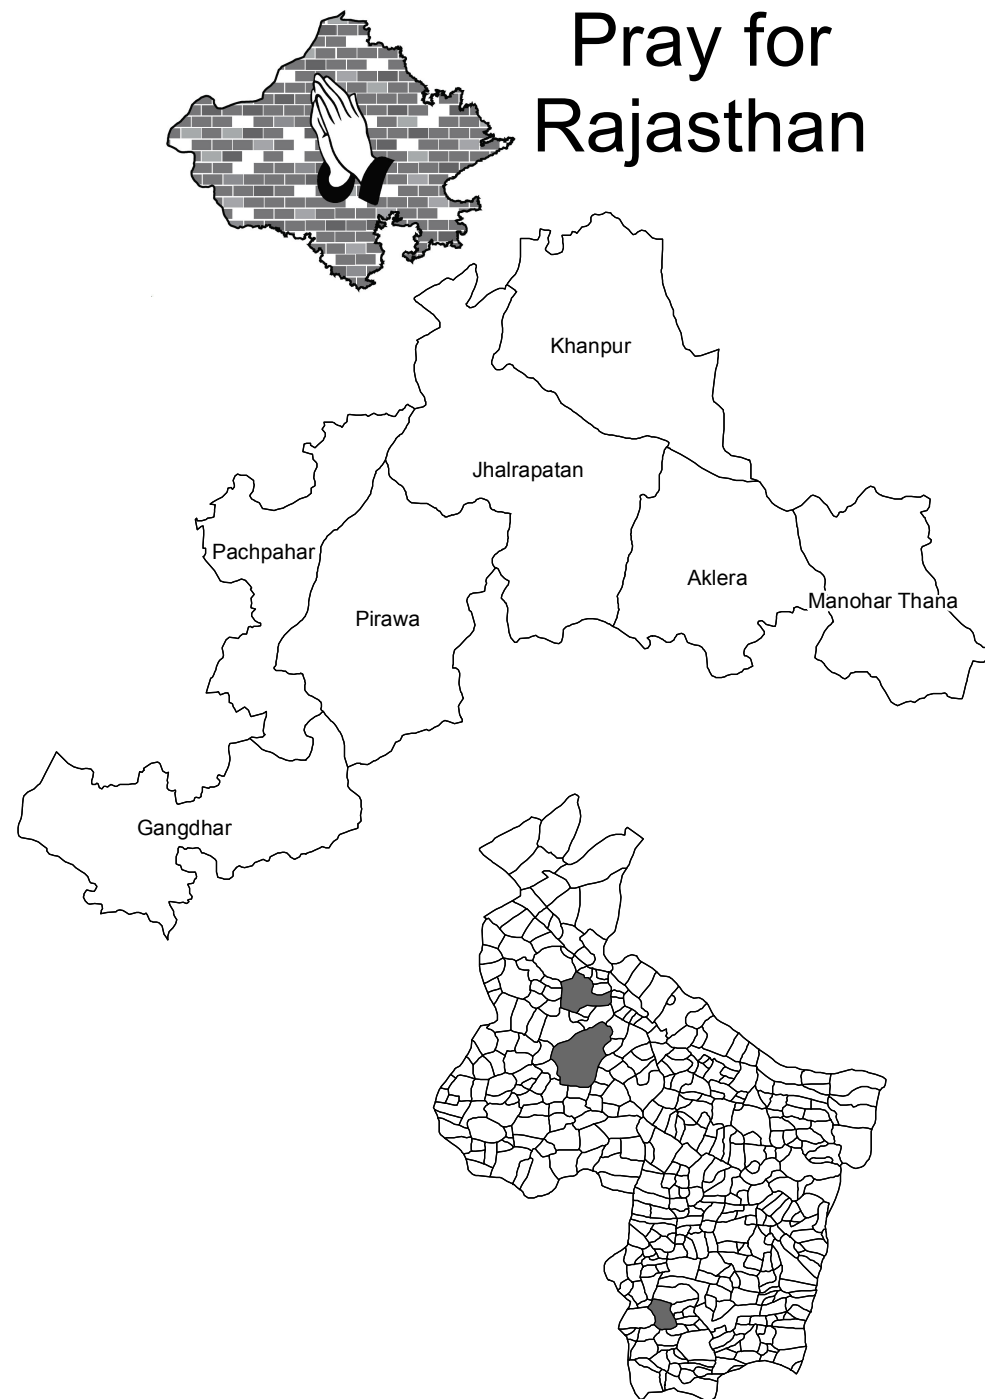 Pray for
Rajasthan
Khanpur
Jhalrapatan
Pachpahar
Aklera
Manohar Thana
Pirawa
Gangdhar